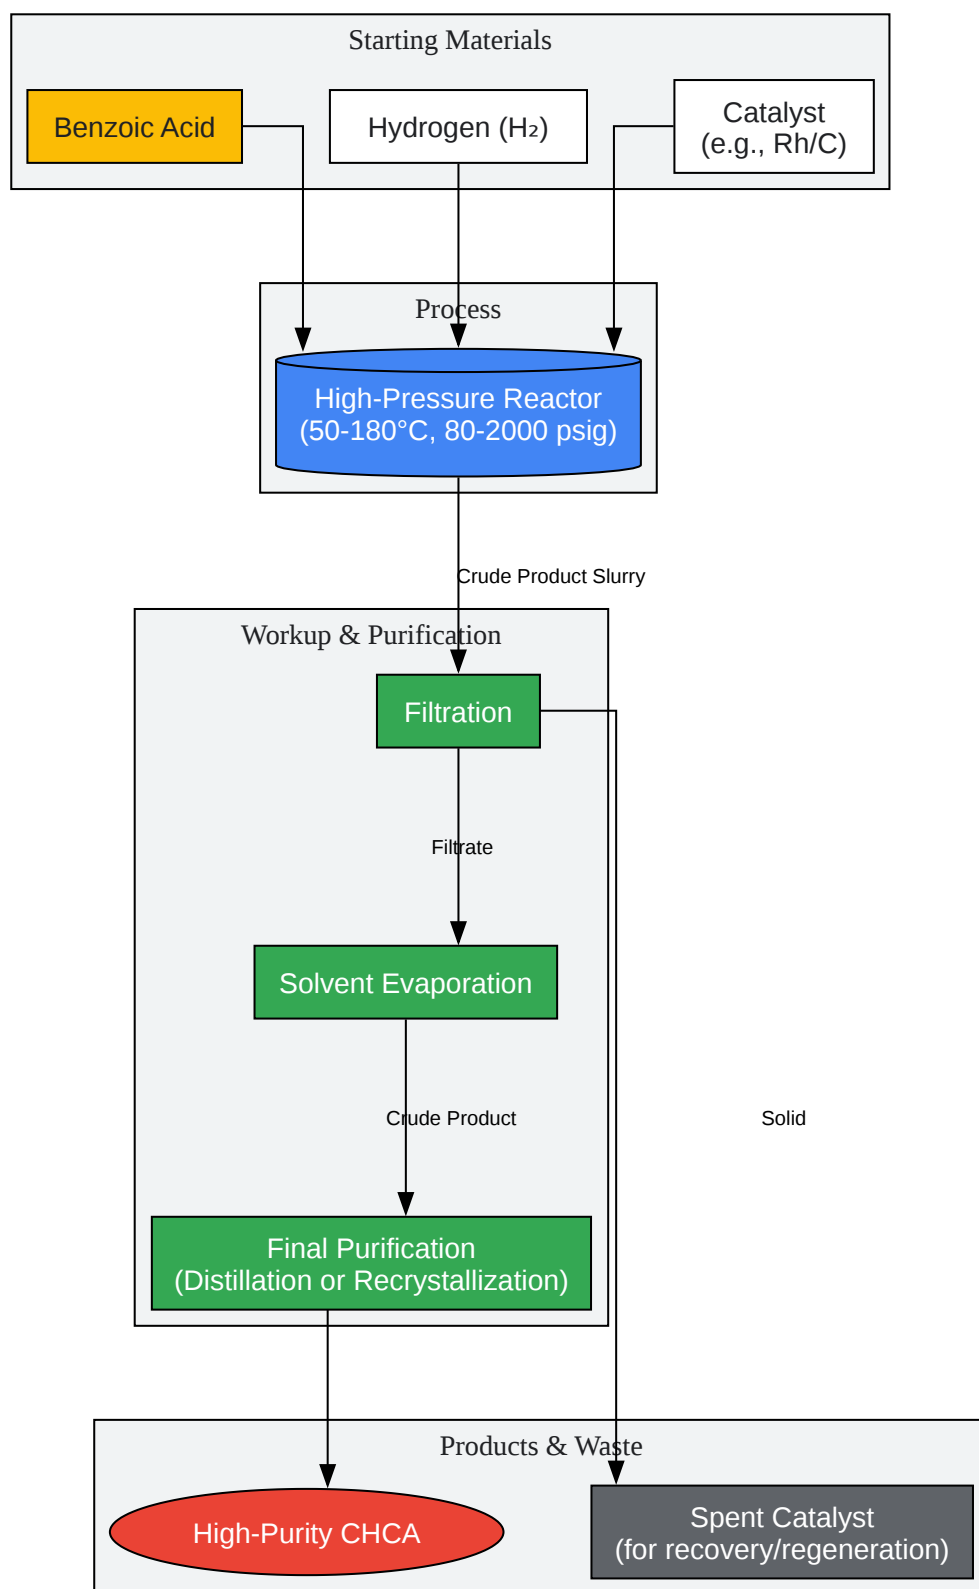 Starting Materials
Benzoic Acid
Hydrogen (H₂)
Catalyst
(e.g., Rh/C)
Process
High-Pressure Reactor
(50-180°C, 80-2000 psig)
Crude Product Slurry
Workup & Purification
Filtration
Filtrate
Solvent Evaporation
Crude Product
Solid
Final Purification
(Distillation or Recrystallization)
Products & Waste
High-Purity CHCA
Spent Catalyst
(for recovery/regeneration)